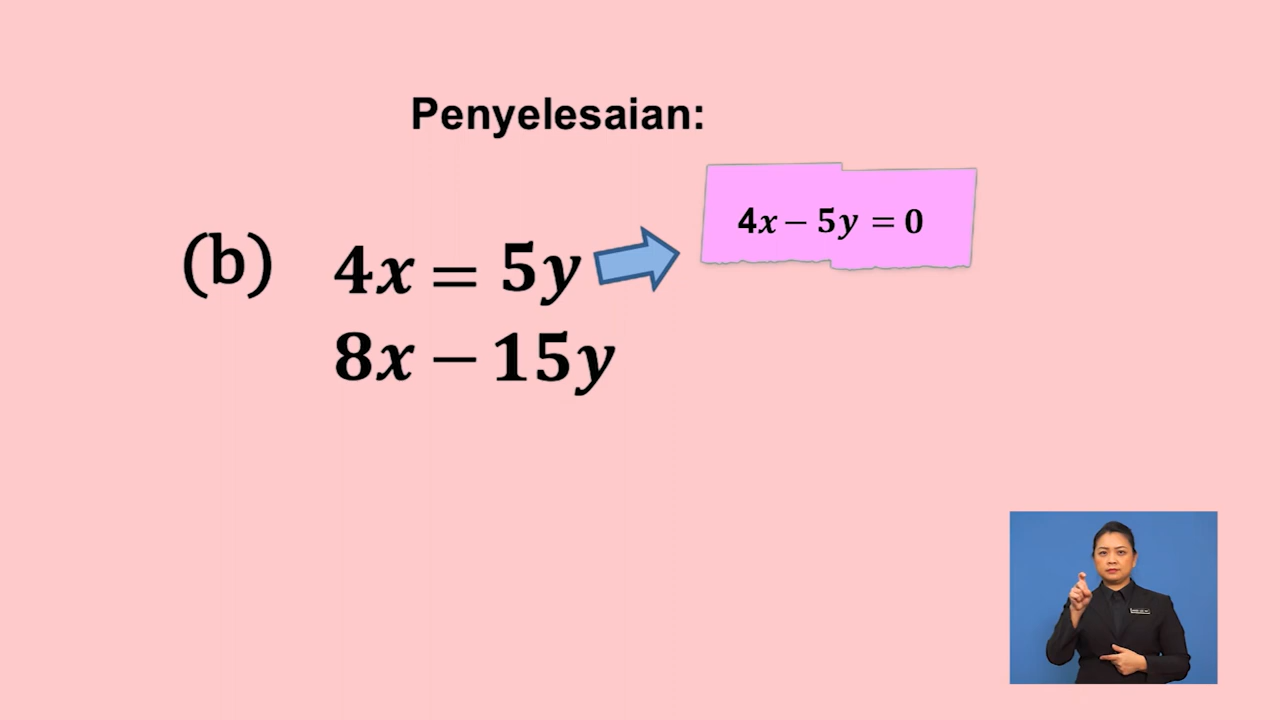 Penyelesaian:
4x − 5y = 0
(b) 4x = 5y
8x − 15y